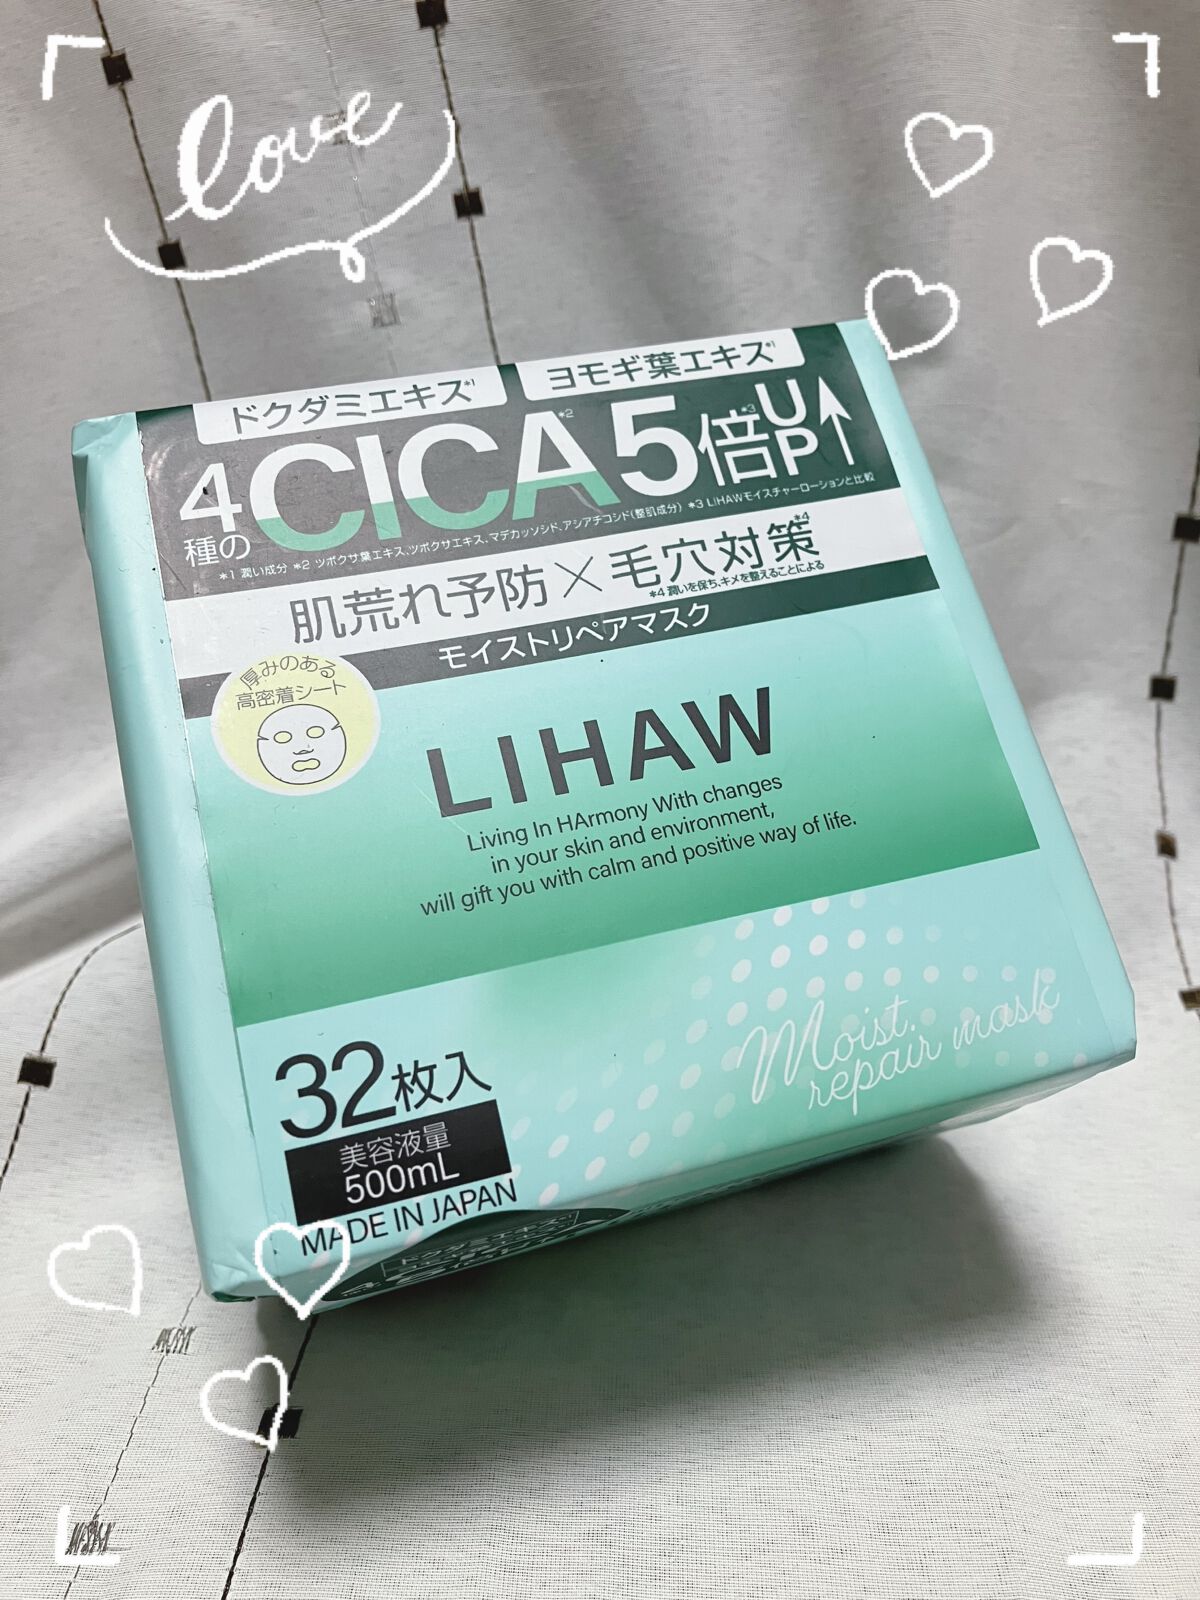 love
ドクダミエキス*1 ヨモギ葉エキス*1
4種のCICA*2 5倍*3UP↑
*1 潤い成分 *2 ツボクサ葉エキス、ツボクサエキス、マデカッソシド、アシアチコシド(整肌成分) *3 LIHAWモイスチャーローションと比較
肌荒れ予防×毛穴対策*4
*4 潤いを保ち、キメを整えることによる
モイストリペアマスク
厚みのある
高密着シート
LIHAW
Living In HArmony With changes
in your skin and environment,
will gift you with calm and positive way of life.
Moist.
repair mask
32枚入
美容液量
500mL
MADE IN JAPAN
ドクダミエキス